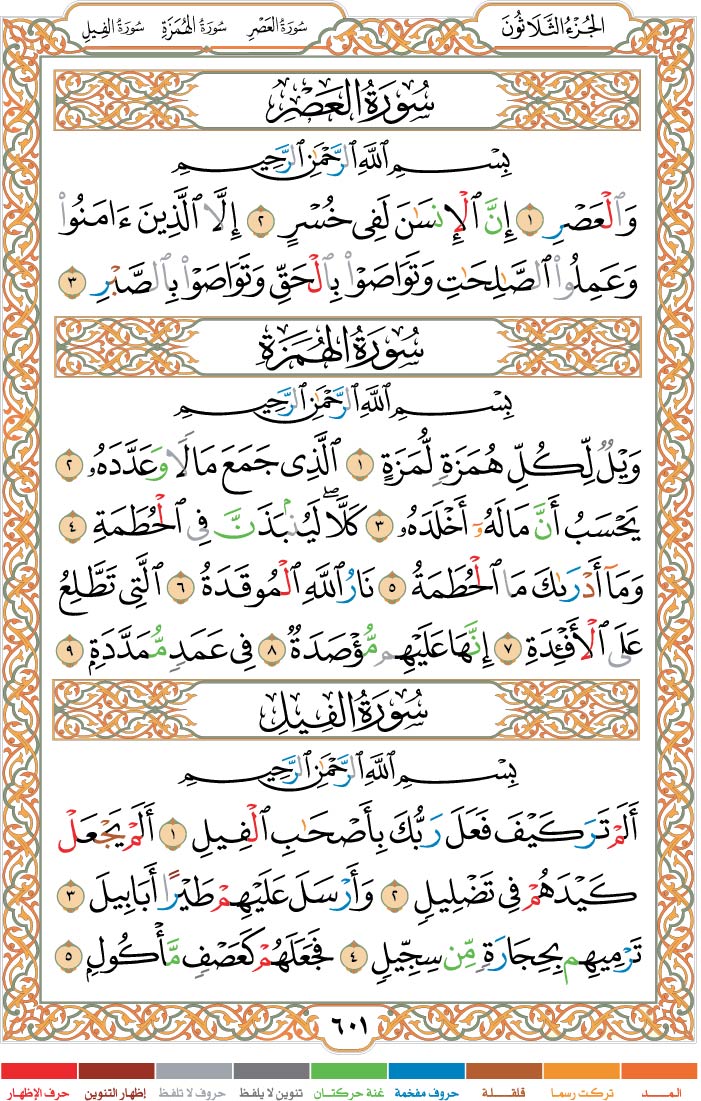 الجُزْءُ الثَّلَاثُونَ سُورَةُ العَصْرِ سُورَةُ الهُمَزَةِ سُورَةُ الفِيلِ
سُورَةُ العَصْرِ
بِسْمِ ٱللَّهِ ٱلرَّحْمَٰنِ ٱلرَّحِيمِ
وَٱلْعَصْرِ ١ إِنَّ ٱلْإِنسَٰنَ لَفِى خُسْرٍ ٢ إِلَّا ٱلَّذِينَ ءَامَنُوا۟
وَعَمِلُوا۟ ٱلصَّٰلِحَٰتِ وَتَوَاصَوْا۟ بِٱلْحَقِّ وَتَوَاصَوْا۟ بِٱلصَّبْرِ ٣
سُورَةُ الهُمَزَةِ
بِسْمِ ٱللَّهِ ٱلرَّحْمَٰنِ ٱلرَّحِيمِ
وَيْلٌ لِّكُلِّ هُمَزَةٍ لُّمَزَةٍ ١ ٱلَّذِى جَمَعَ مَالًا وَعَدَّدَهُۥ ٢
يَحْسَبُ أَنَّ مَالَهُۥٓ أَخْلَدَهُۥ ٣ كَلَّا ۖ لَيُنۢبَذَنَّ فِى ٱلْحُطَمَةِ ٤
وَمَآ أَدْرَىٰكَ مَا ٱلْحُطَمَةُ ٥ نَارُ ٱللَّهِ ٱلْمُوقَدَةُ ٦ ٱلَّتِى تَطَّلِعُ
عَلَى ٱلْأَفْـِٔدَةِ ٧ إِنَّهَا عَلَيْهِم مُّؤْصَدَةٌ ٨ فِى عَمَدٍ مُّمَدَّدَةٍۭ ٩
سُورَةُ الفِيلِ
بِسْمِ ٱللَّهِ ٱلرَّحْمَٰنِ ٱلرَّحِيمِ
أَلَمْ تَرَ كَيْفَ فَعَلَ رَبُّكَ بِأَصْحَٰبِ ٱلْفِيلِ ١ أَلَمْ يَجْعَلْ
كَيْدَهُمْ فِى تَضْلِيلٍ ٢ وَأَرْسَلَ عَلَيْهِمْ طَيْرًا أَبَابِيلَ ٣
تَرْمِيهِم بِحِجَارَةٍ مِّن سِجِّيلٍ ٤ فَجَعَلَهُمْ كَعَصْفٍ مَّأْكُولٍۭ ٥
٦٠١
المــد تركت رسما قلقلة حروف مفخمة غنة حركتان تنوين لا يلفظ حروف لا تلفظ إظهار التنوين حرف الإظهار